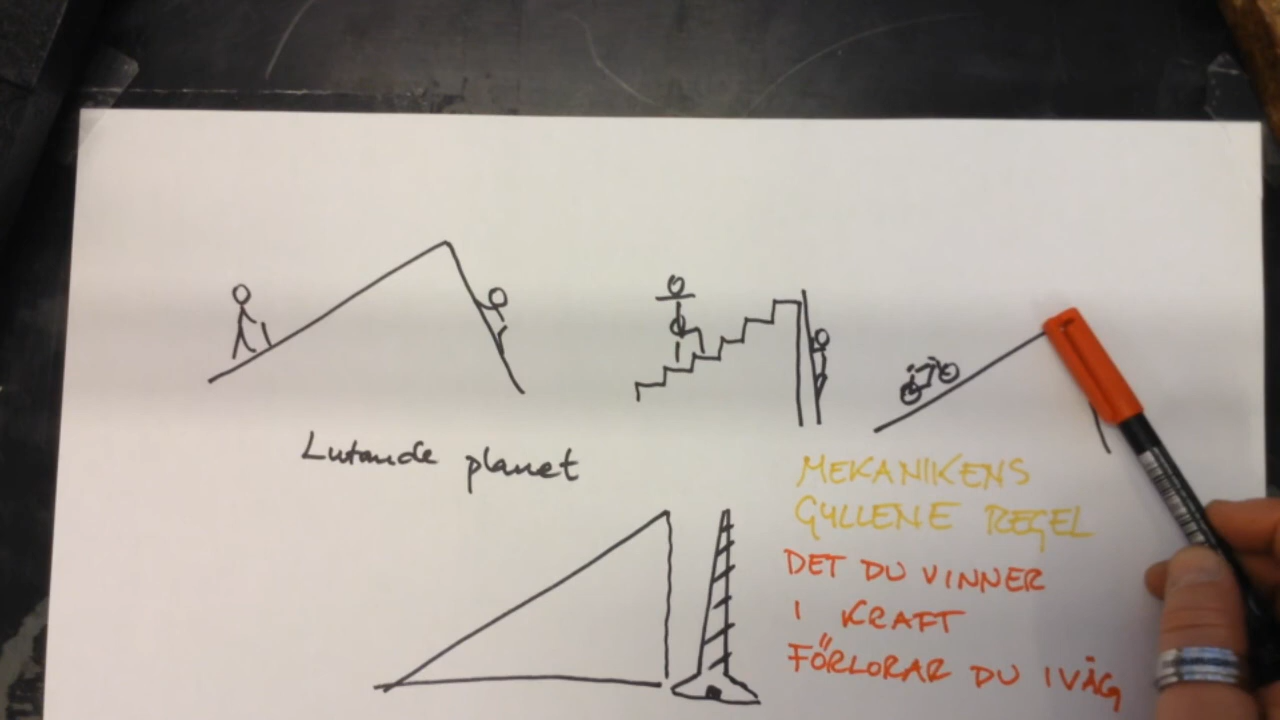 Lutande planet
MEKANIKENS
GYLLENE REGEL
DET DU VINNER
I KRAFT
FÖRLORAR DU I VÄG